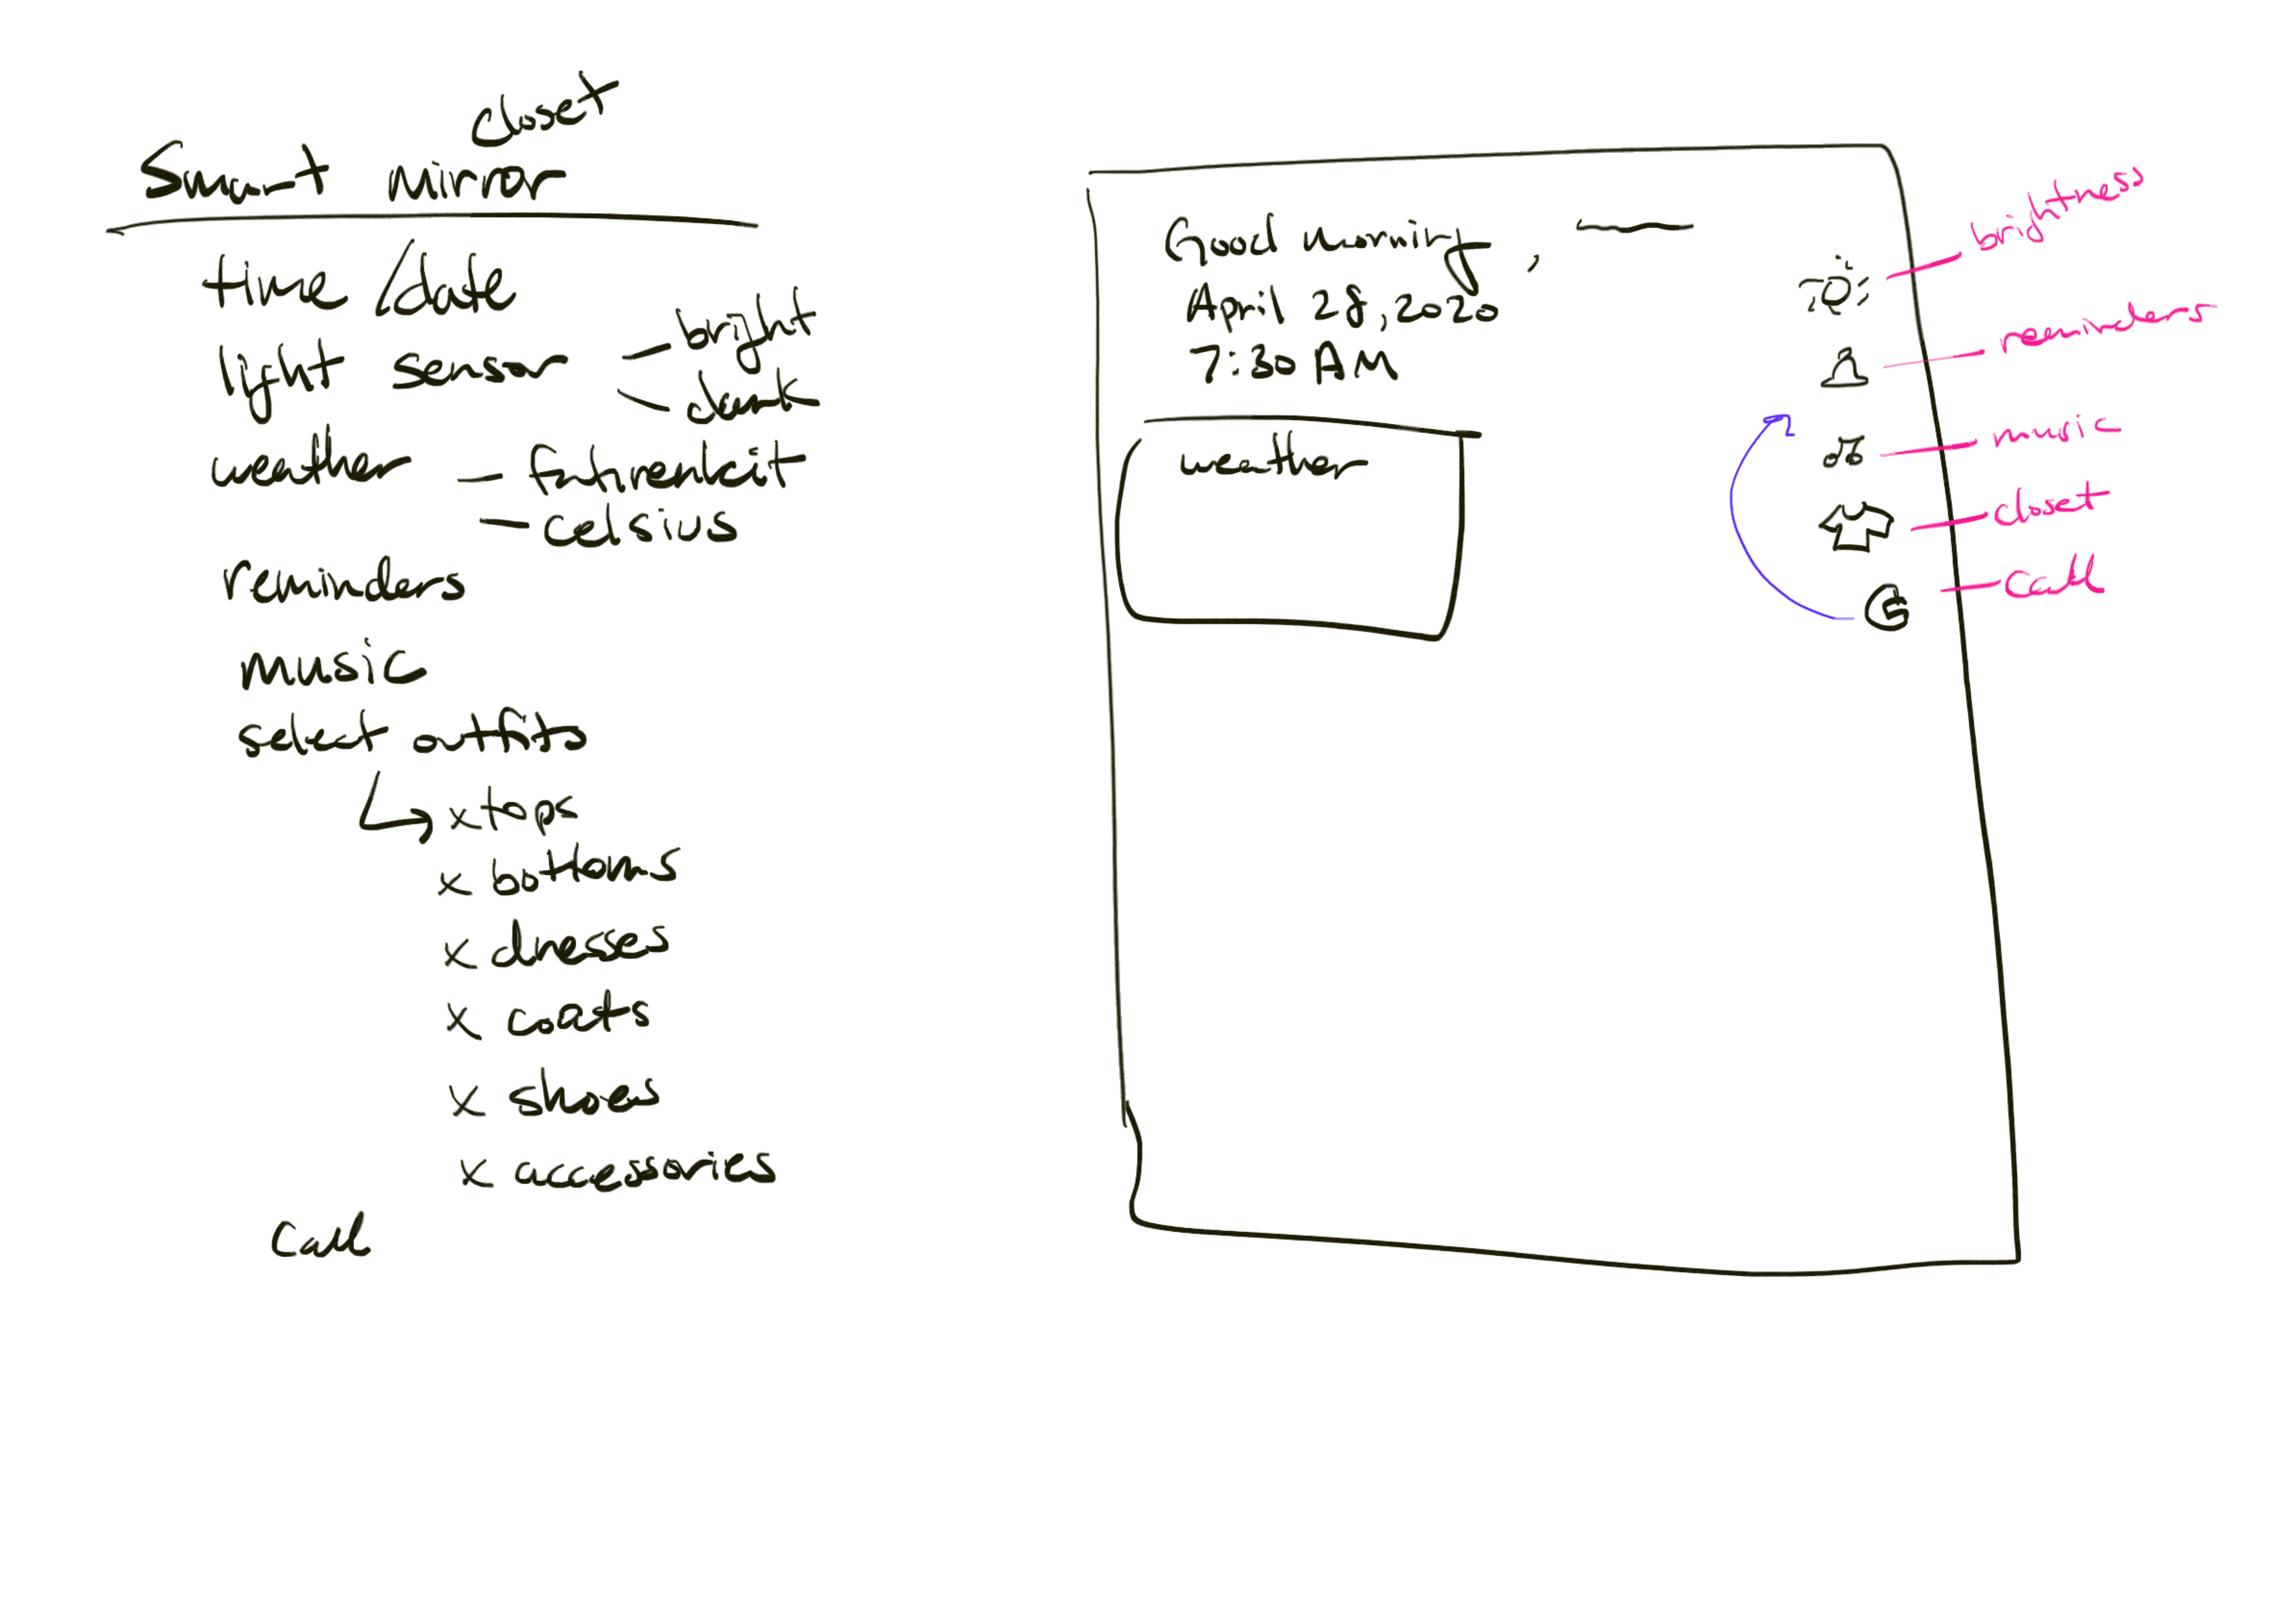 closet
Smart Mirror
time/date
light sensor – bright
– dark
weather – fahrenheit
– celsius
reminders
music
select outfits
x tops
x bottoms
x dresses
x coats
x shoes
x accessories
Call
Good Morning,
April 28, 2020
7:30 AM
weather
brightness
reminders
music
closet
Call